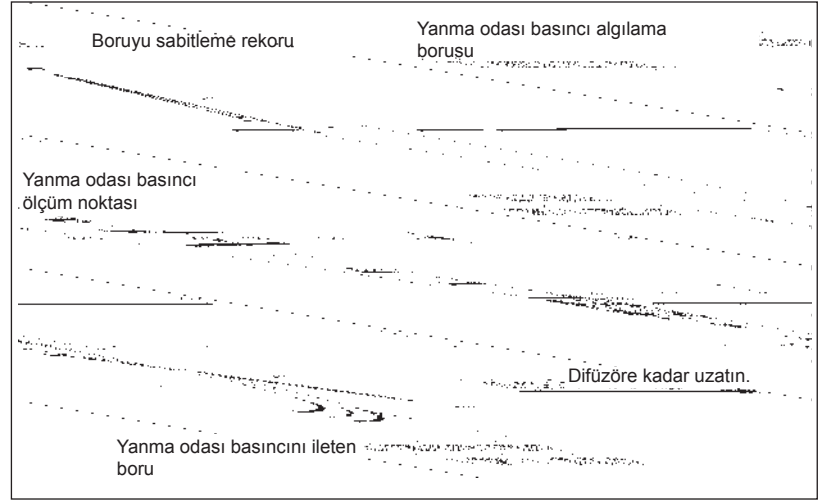 Boruyu sabitleme rekoru
Yanma odası basıncı algılama
borusu
Yanma odası basıncı
ölçüm noktası
Difüzöre kadar uzatın.
Yanma odası basıncını ileten
boru